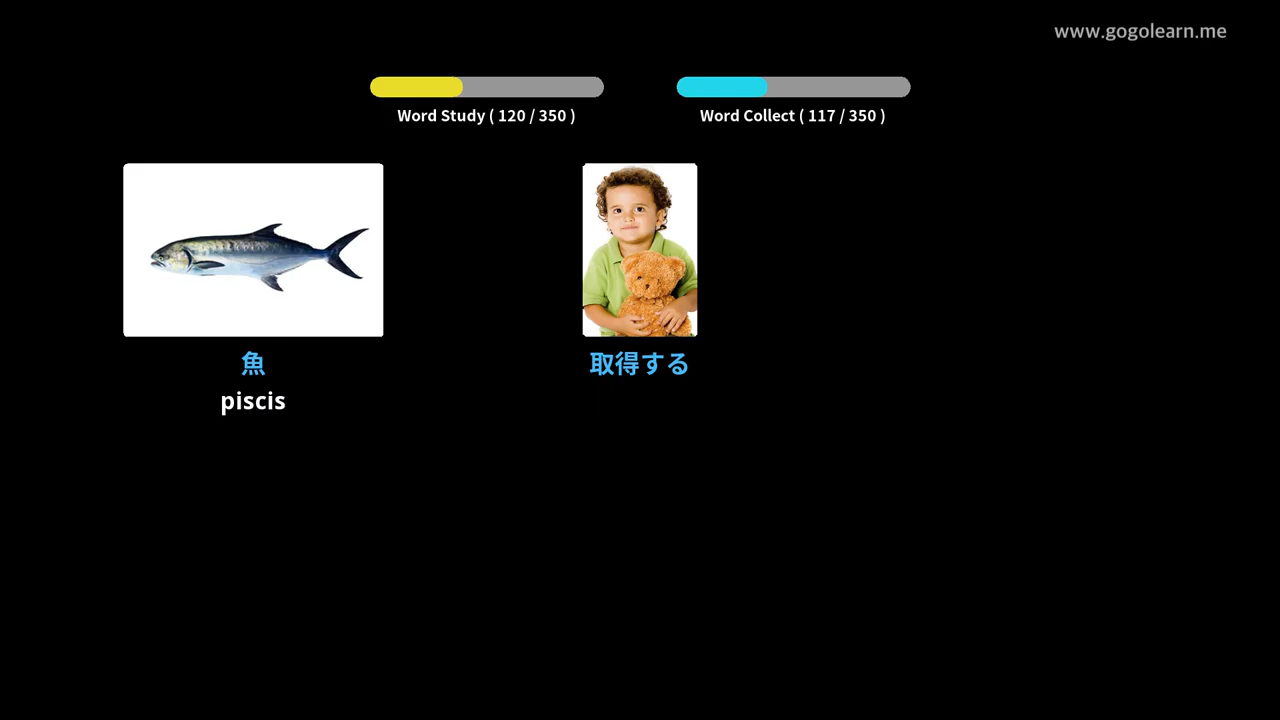 www.gogolearn.me
Word Study ( 120 / 350 )
Word Collect ( 117 / 350 )
魚
piscis
取得する